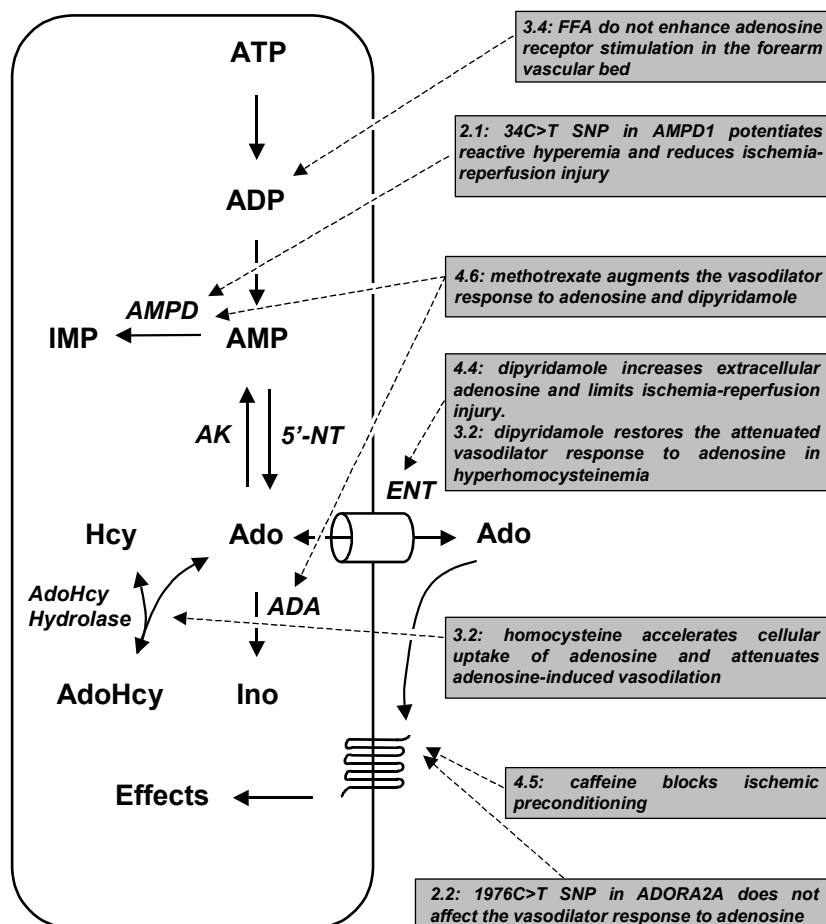 3.4: FFA do not enhance adenosine
receptor stimulation in the forearm
vascular bed
ATP
2.1: 34C>T SNP in AMPD1 potentiates
reactive hyperemia and reduces ischemia-
reperfusion injury
ADP
4.6: methotrexate augments the vasodilator
response to adenosine and dipyridamole
AMPD
IMP
AMP
4.4: dipyridamole increases extracellular
adenosine and limits ischemia-reperfusion
injury.
3.2: dipyridamole restores the attenuated
vasodilator response to adenosine in
hyperhomocysteinemia
AK
5'-NT
ENT
Hcy
Ado
Ado
AdoHcy
Hydrolase
ADA
3.2: homocysteine accelerates cellular
uptake of adenosine and attenuates
adenosine-induced vasodilation
AdoHcy
Ino
Effects
4.5: caffeine blocks ischemic
preconditioning
2.2: 1976C>T SNP in ADORA2A does not
affect the vasodilator response to adenosine